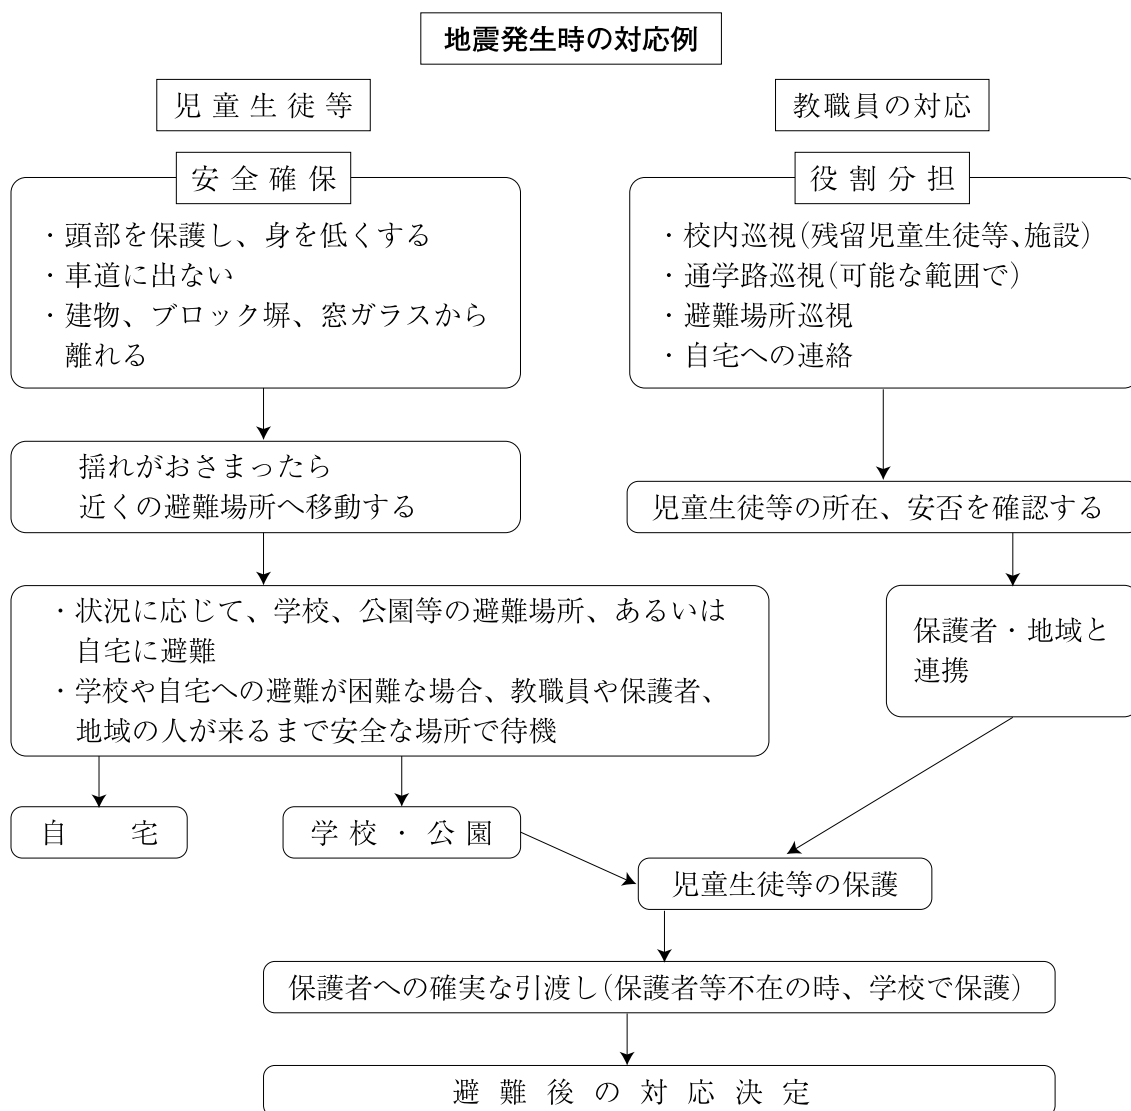 地震発生時の対応例
児童生徒等
安全確保
・頭部を保護し、身を低くする
・車道に出ない
・建物、ブロック塀、窓ガラスから
離れる
揺れがおさまったら
近くの避難場所へ移動する
・状況に応じて、学校、公園等の避難場所、あるいは
自宅に避難
・学校や自宅への避難が困難な場合、教職員や保護者、
地域の人が来るまで安全な場所で待機
自宅
学校・公園
教職員の対応
役割分担
・校内巡視(残留児童生徒等、施設)
・通学路巡視(可能な範囲で)
・避難場所巡視
・自宅への連絡
児童生徒等の所在、安否を確認する
保護者・地域と
連携
児童生徒等の保護
保護者への確実な引渡し(保護者等不在の時、学校で保護)
避難後の対応決定